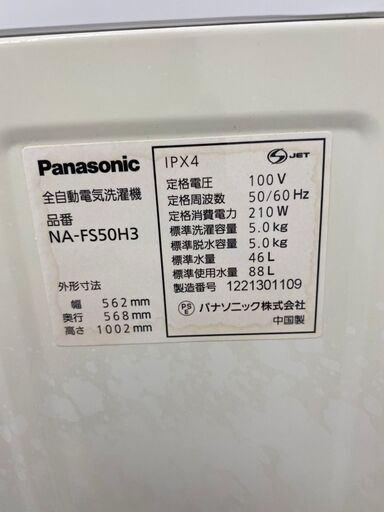 Panasonic
全自動電気洗濯機
品番
NA-FS50H3
外形寸法
幅 562mm
奥行 568mm
高さ 1002mm
IPX4
S JET
定格電圧 100V
定格周波数 50/60Hz
定格消費電力 210W
標準洗濯容量 5.0kg
標準脱水容量 5.0kg
標準水量 46L
標準使用水量 88L
製造番号 1221301109
PSE パナソニック株式会社
中国製